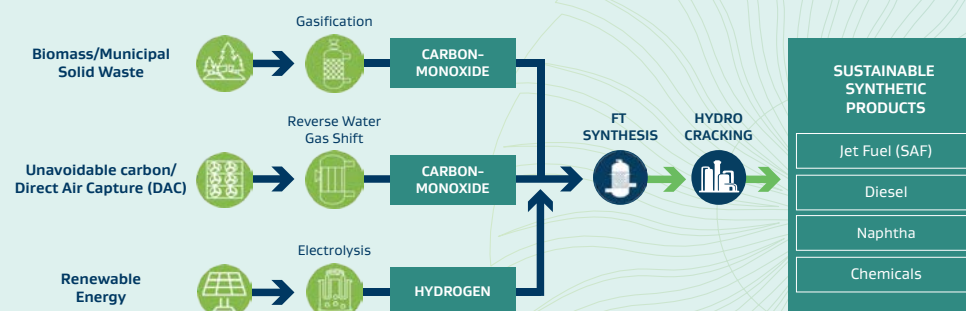 Gasification
Biomass/Municipal
Solid Waste
CARBON-
MONOXIDE
Reverse Water
Gas Shift
Unavoidable carbon/
Direct Air Capture (DAC)
CARBON-
MONOXIDE
Electrolysis
Renewable
Energy
HYDROGEN
FT
SYNTHESIS
HYDRO
CRACKING
SUSTAINABLE
SYNTHETIC
PRODUCTS
Jet Fuel (SAF)
Diesel
Naphtha
Chemicals